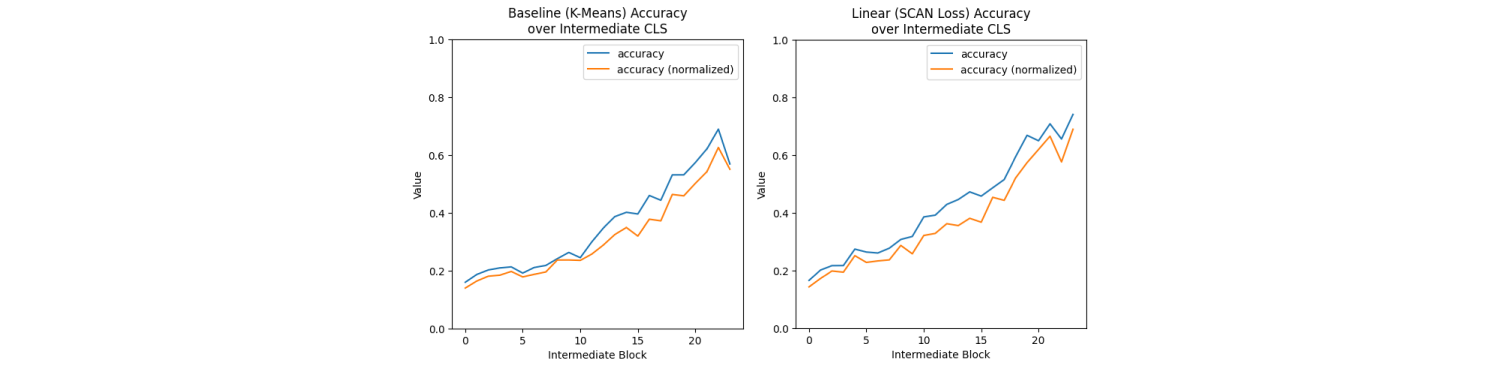 Baseline (K-Means) Accuracy
over Intermediate CLS
1.0
0.8
0.6
0.4
0.2
0.0
Value
accuracy
accuracy (normalized)
0 5 10 15 20
Intermediate Block
Linear (SCAN Loss) Accuracy
over Intermediate CLS
1.0
0.8
0.6
0.4
0.2
0.0
Value
accuracy
accuracy (normalized)
0 5 10 15 20
Intermediate Block